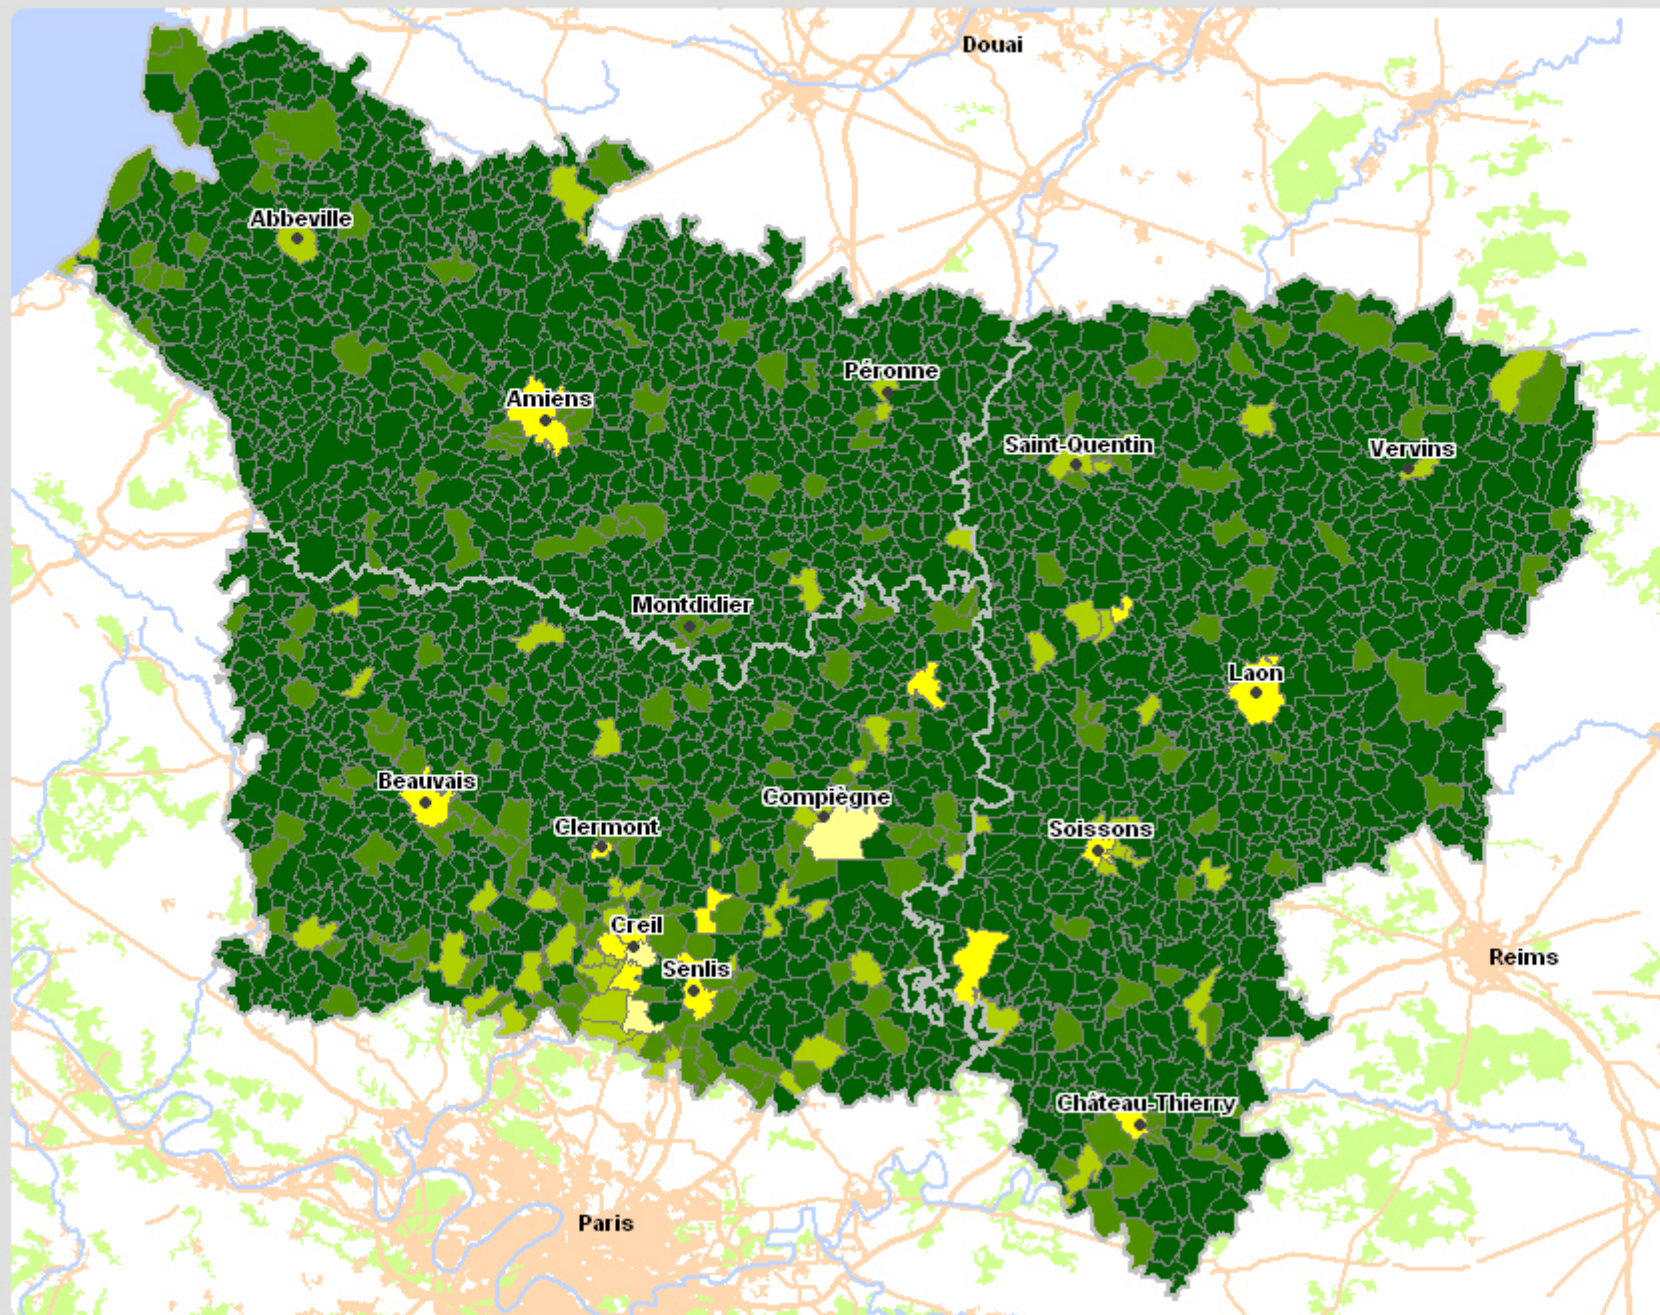 Douai
Abbeville
Péronne
Amiens
Saint-Quentin
Vervins
Montdidier
Laon
Beauvais
Compiègne
Clermont
Soissons
Creil
Senlis
Reims
Château-Thierry
Paris